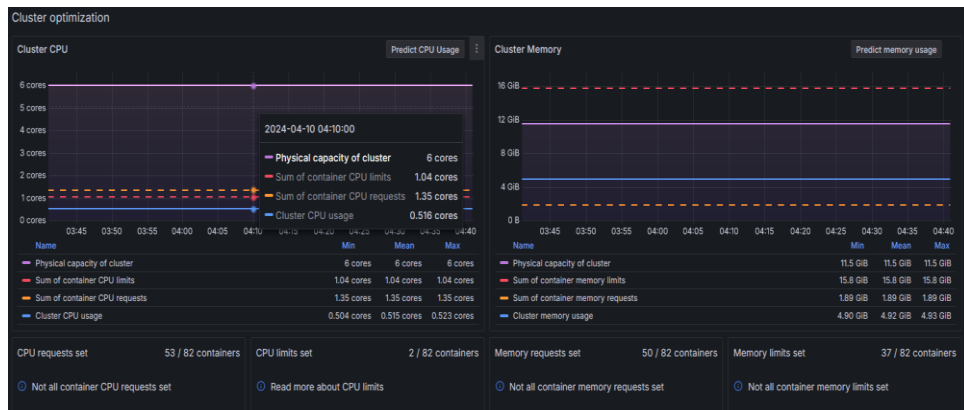 Cluster optimization
Cluster CPU
Predict CPU Usage
6 cores
5 cores
4 cores
3 cores
2 cores
1 cores
0 cores
2024-04-10 04:10:00
Physical capacity of cluster 6 cores
Sum of container CPU limits 1.04 cores
Sum of container CPU requests 1.35 cores
Cluster CPU usage 0.516 cores
03:45 03:50 03:55 04:00 04:05 04:10 04:15 04:20 04:25 04:30 04:35 04:40
Name Min Mean Max
Physical capacity of cluster 6 cores 6 cores 6 cores
Sum of container CPU limits 1.04 cores 1.04 cores 1.04 cores
Sum of container CPU requests 1.35 cores 1.35 cores 1.35 cores
Cluster CPU usage 0.504 cores 0.515 cores 0.523 cores
Cluster Memory
Predict memory usage
16 GiB
12 GiB
8 GiB
4 GiB
0 B
03:45 03:50 03:55 04:00 04:05 04:10 04:15 04:20 04:25 04:30 04:35 04:40
Name Min Mean Max
Physical capacity of cluster 11.5 GiB 11.5 GiB 11.5 GiB
Sum of container memory limits 15.8 GiB 15.8 GiB 15.8 GiB
Sum of container memory requests 1.89 GiB 1.89 GiB 1.89 GiB
Cluster memory usage 4.90 GiB 4.92 GiB 4.93 GiB
CPU requests set 53 / 82 containers
Not all container CPU requests set
CPU limits set 2 / 82 containers
Read more about CPU limits
Memory requests set 50 / 82 containers
Not all container memory requests set
Memory limits set 37 / 82 containers
Not all container memory limits set